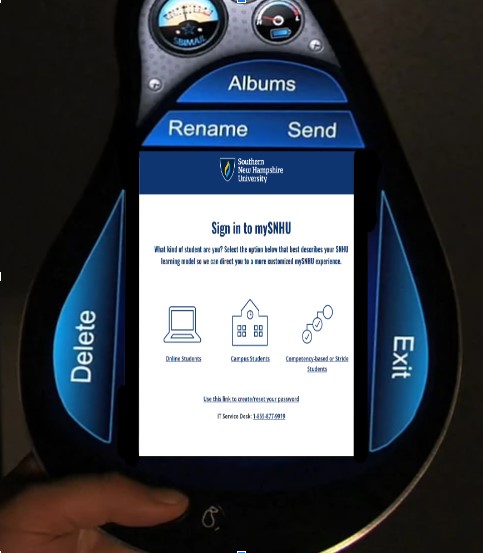 SBIMAIL
Albums
Rename Send
Southern
New Hampshire
University
Sign in to mySNHU
What kind of student are you? Select the option below that best describes your SNHU
learning model so we can direct you to a more customized mySNHU experience.
Delete
Exit
Online Students
Campus Students
Competency-based or Stride
Students
Use this link to create/reset your password
IT Service Desk: 1-855-877-9919